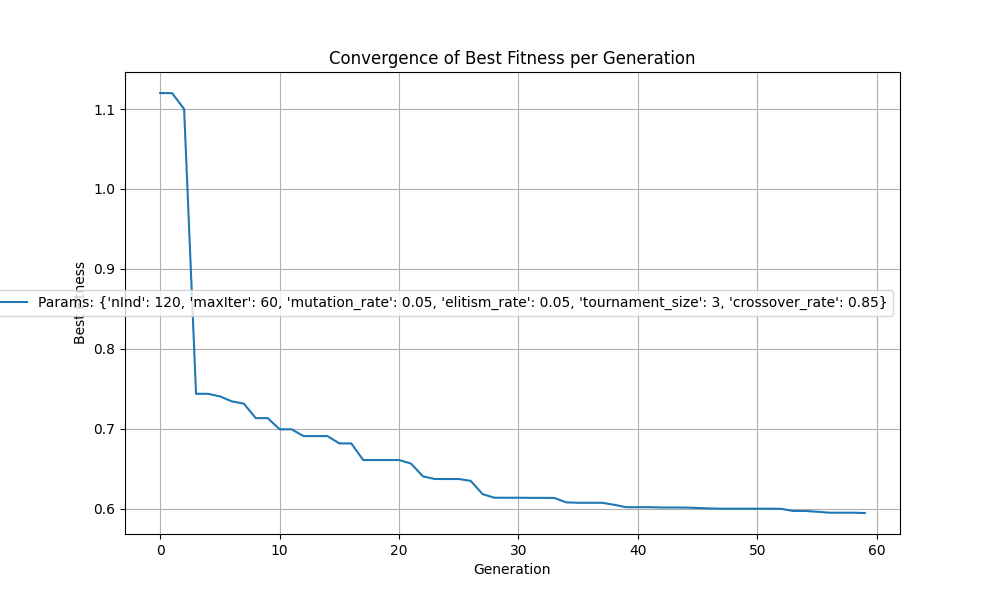 Convergence of Best Fitness per Generation
1.1
1.0
0.9
0.8
0.7
0.6
Best
Params: {'nInd': 120, 'maxIter': 60, 'mutation_rate': 0.05, 'elitism_rate': 0.05, 'tournament_size': 3, 'crossover_rate': 0.85}
0 10 20 30 40 50 60
Generation